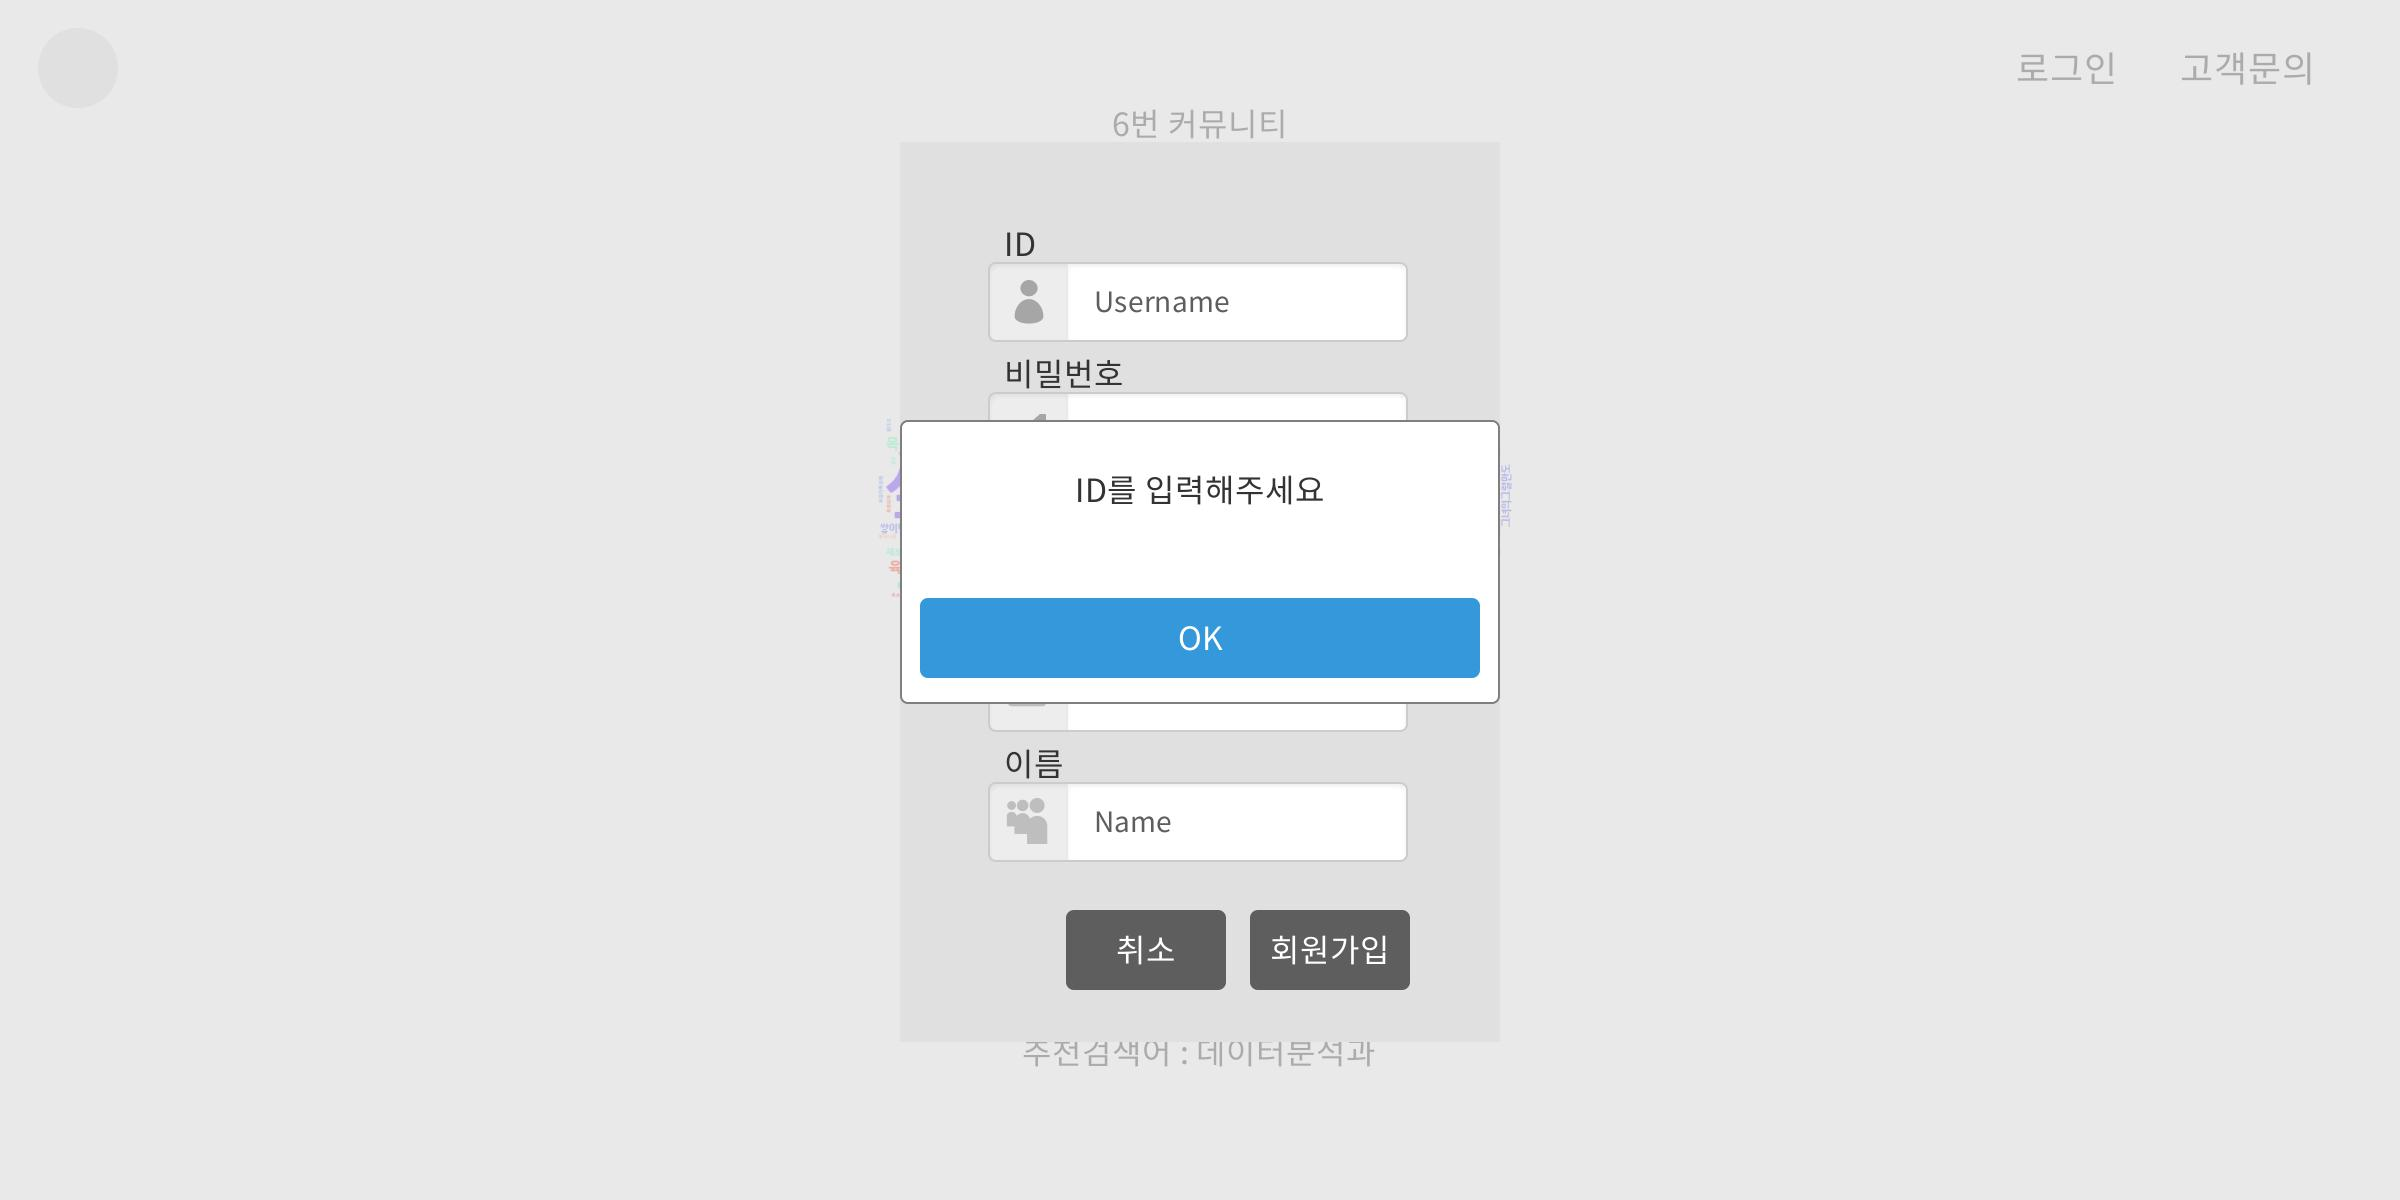 로그인 고객문의
6번 커뮤니티
ID
Username
비밀번호
ID를 입력해주세요
OK
이름
Name
취소 회원가입
추천검색어 : 데이터분석과